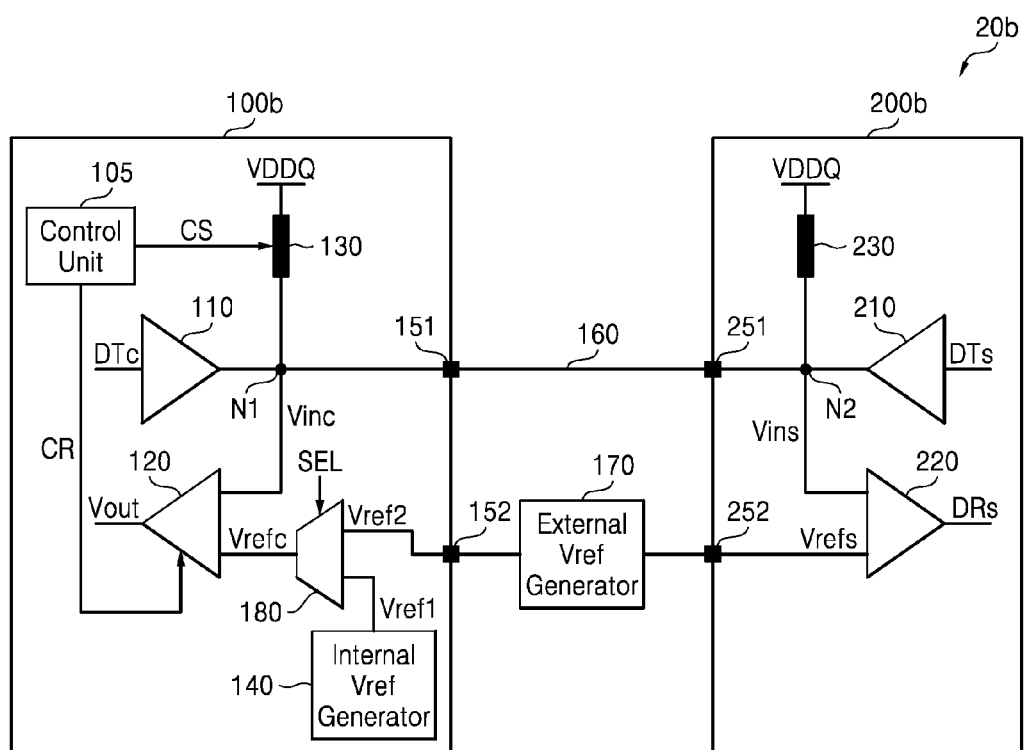 20b
100b
200b
105
VDDQ
VDDQ
Control
Unit
CS
130
230
110
151
160
251
210
DTc
DTs
N1
N2
Vinc
Vins
CR
120
SEL
170
220
Vout
Vref2
152
External
Vref
Generator
252
DRs
Vrefc
Vrefs
180
Vref1
140
Internal
Vref
Generator